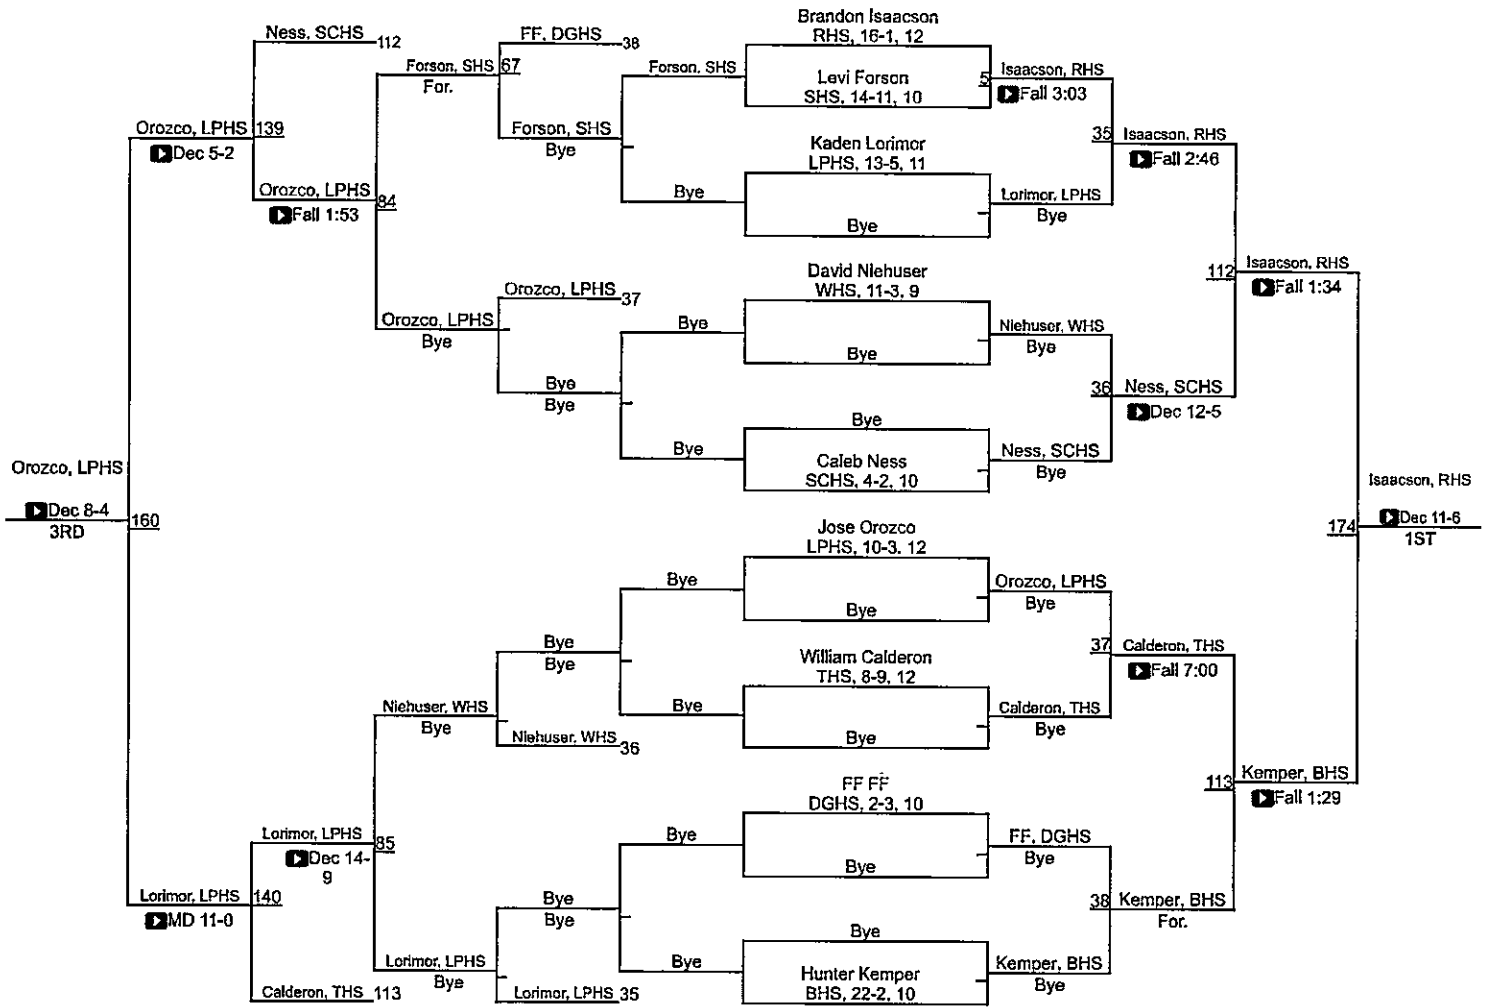 Brandon Isaacson
RHS, 16-1, 12
Ness, SCHS 112
FF, DGHS 38
Forson, SHS 67
For.
Forson, SHS
Levi Forson
SHS, 14-11, 10
5 Isaacson, RHS
Fall 3:03
Orozco, LPHS 139
Dec 5-2
Forson, SHS
Bye
Kaden Lorimor
LPHS, 13-5, 11
35 Isaacson, RHS
Fall 2:46
Orozco, LPHS 84
Fall 1:53
Bye
Bye
Lorimor, LPHS
Bye
David Niehuser
WHS, 11-3, 9
112 Isaacson, RHS
Fall 1:34
Orozco, LPHS 37
Orozco, LPHS
Bye
Bye
Bye
Niehuser, WHS
Bye
Bye
Bye
36 Ness, SCHS
Dec 12-5
Bye
Bye
Caleb Ness
SCHS, 4-2, 10
Ness, SCHS
Bye
Orozco, LPHS
Dec 8-4
3RD
160
Isaacson, RHS
174 Dec 11-6
1ST
Jose Orozco
LPHS, 10-3, 12
Bye
Bye
Orozco, LPHS
Bye
Bye
Bye
William Calderon
THS, 8-9, 12
37 Calderon, THS
Fall 7:00
Niehuser, WHS
Bye
Bye
Bye
Calderon, THS
Bye
Niehuser, WHS 36
FF FF
DGHS, 2-3, 10
113 Kemper, BHS
Fall 1:29
Lorimor, LPHS 85
Dec 14-
9
Bye
Bye
FF, DGHS
Bye
Lorimor, LPHS 140
MD 11-0
Bye
Bye
38 Kemper, BHS
For.
Bye
Lorimor, LPHS
Bye
Bye
Hunter Kemper
BHS, 22-2, 10
Kemper, BHS
Bye
Calderon, THS 113
Lorimor, LPHS 35